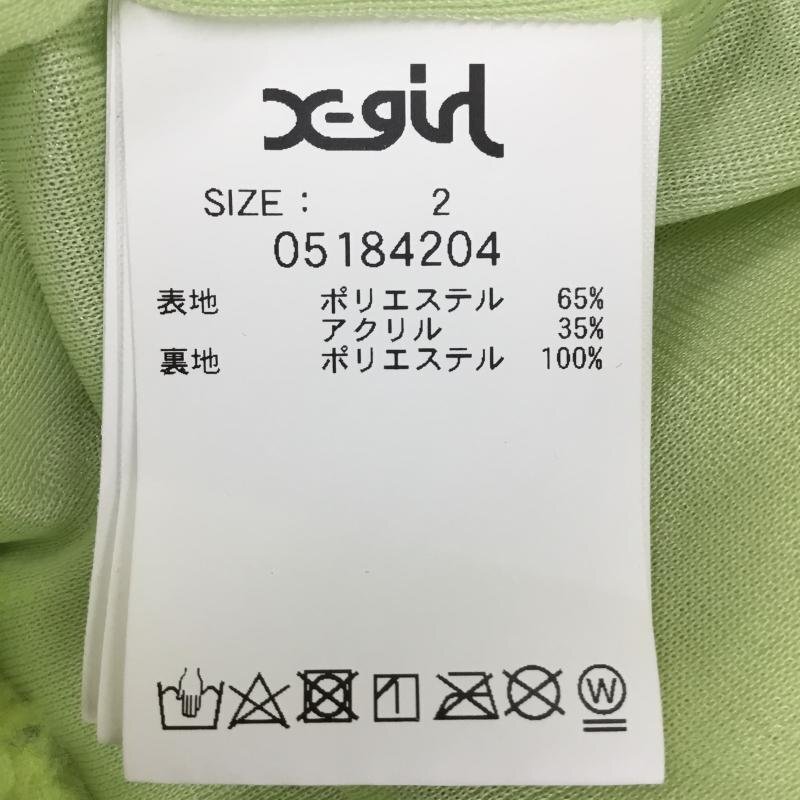 X-girl
SIZE : 2
05184204
表地 ポリエステル 65%
アクリル 35%
裏地 ポリエステル 100%
W